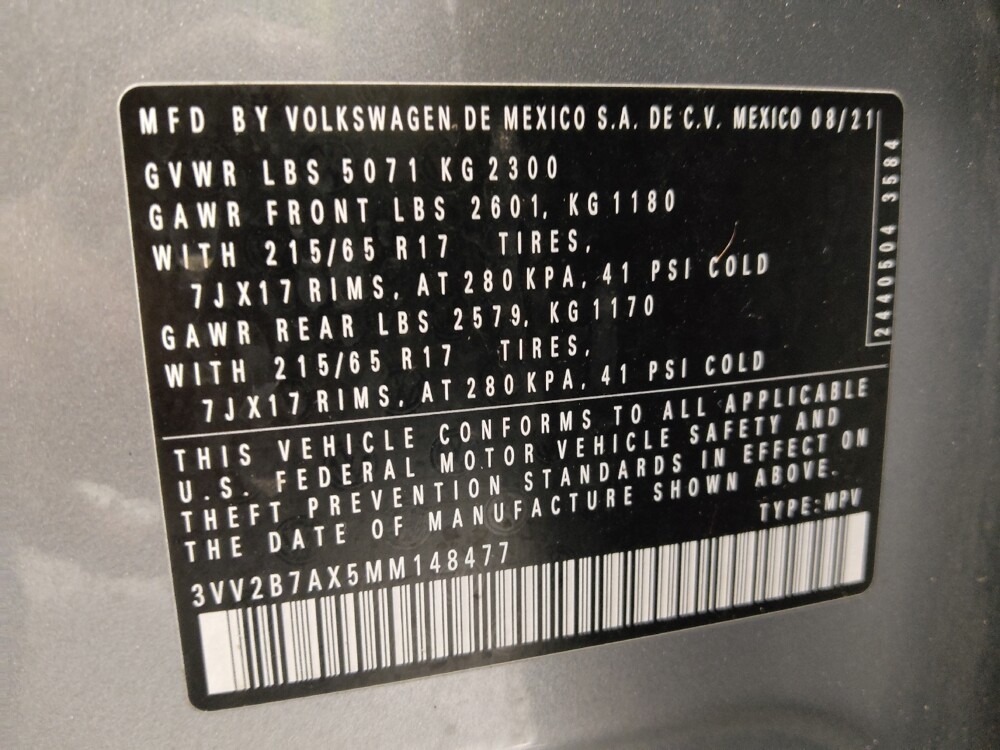 MFD BY VOLKSWAGEN DE MEXICO S.A. DE C.V. MEXICO 08/21
GVWR LBS 5071 KG 2300
GAWR FRONT LBS 2601, KG 1180
WITH 215/65 R17 TIRES,
7JX17 RIMS, AT 280 KPA, 41 PSI COLD
GAWR REAR LBS 2579, KG 1170
WITH 215/65 R17 TIRES,
7JX17 RIMS, AT 280 KPA, 41 PSI COLD
2440504 3584
THIS VEHICLE CONFORMS TO ALL APPLICABLE
U.S. FEDERAL MOTOR VEHICLE SAFETY AND
THEFT PREVENTION STANDARDS IN EFFECT ON
THE DATE OF MANUFACTURE SHOWN ABOVE.
TYPE:MPV
3VV2B7AX5MM148477